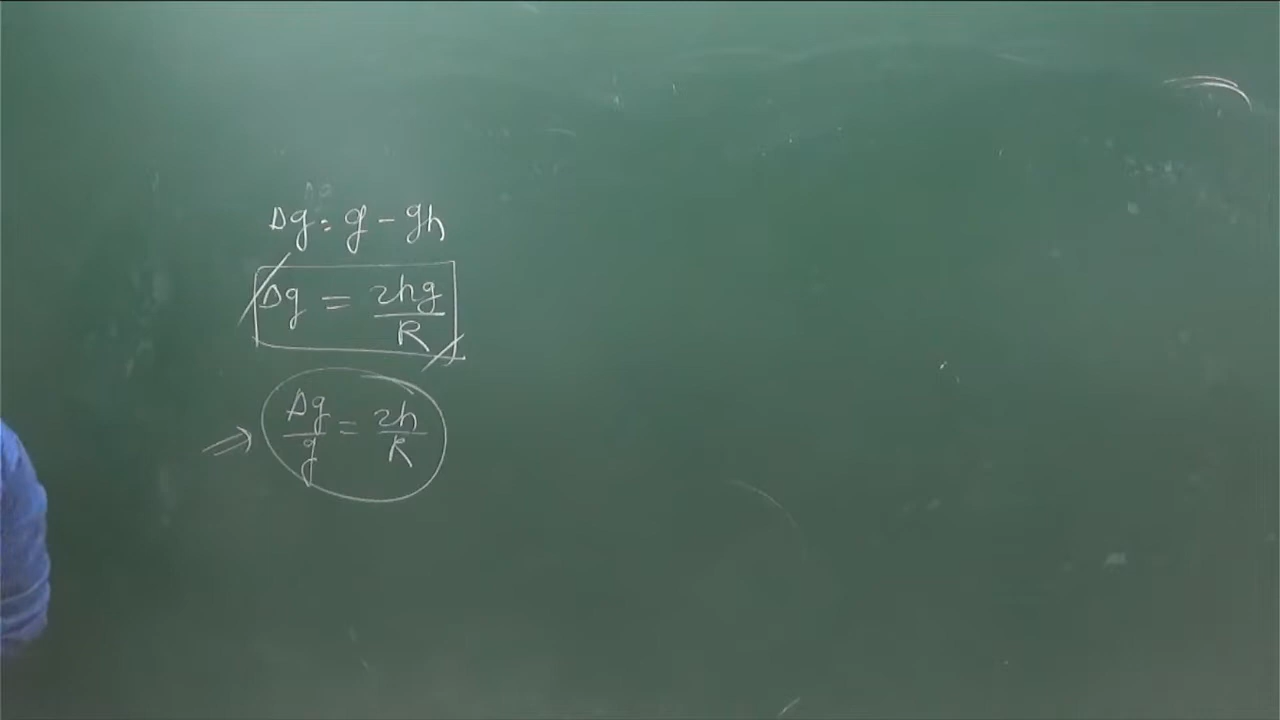 Δg = g - gh
Δg = 2hg/R
⇒ Δg/g = 2h/R